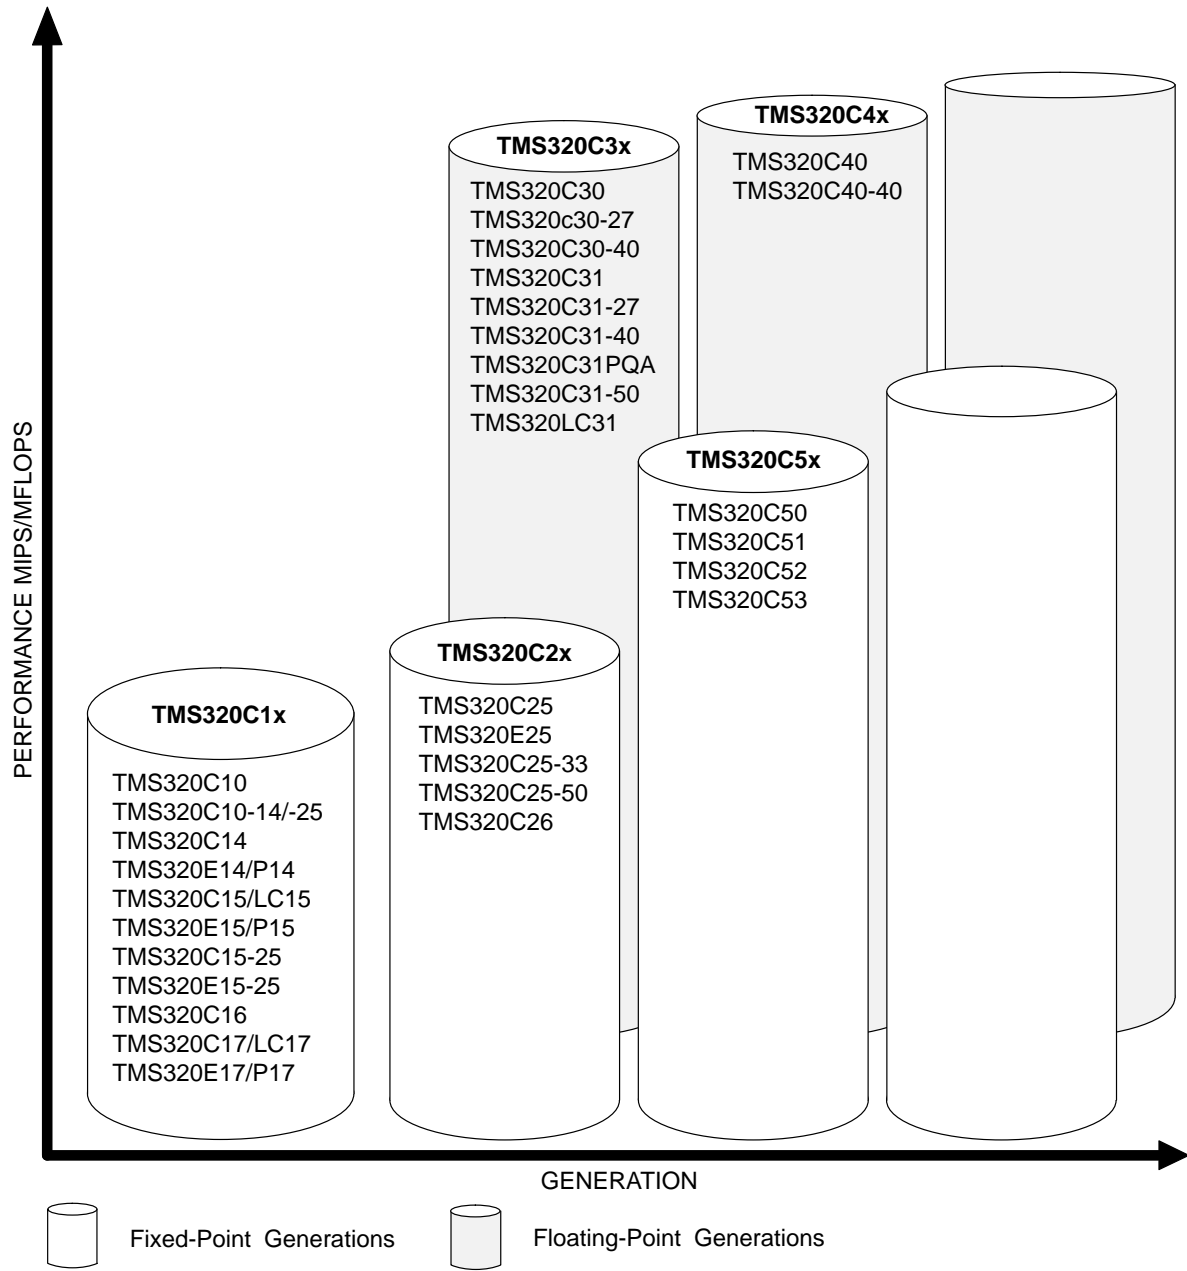 PERFORMANCE MIPS/MFLOPS
TMS320C1x
TMS320C10
TMS320C10-14/-25
TMS320C14
TMS320E14/P14
TMS320C15/LC15
TMS320E15/P15
TMS320C15-25
TMS320E15-25
TMS320C16
TMS320C17/LC17
TMS320E17/P17
TMS320C2x
TMS320C25
TMS320E25
TMS320C25-33
TMS320C25-50
TMS320C26
TMS320C3x
TMS320C30
TMS320c30-27
TMS320C30-40
TMS320C31
TMS320C31-27
TMS320C31-40
TMS320C31PQA
TMS320C31-50
TMS320LC31
TMS320C4x
TMS320C40
TMS320C40-40
TMS320C5x
TMS320C50
TMS320C51
TMS320C52
TMS320C53
GENERATION
Fixed-Point Generations
Floating-Point Generations